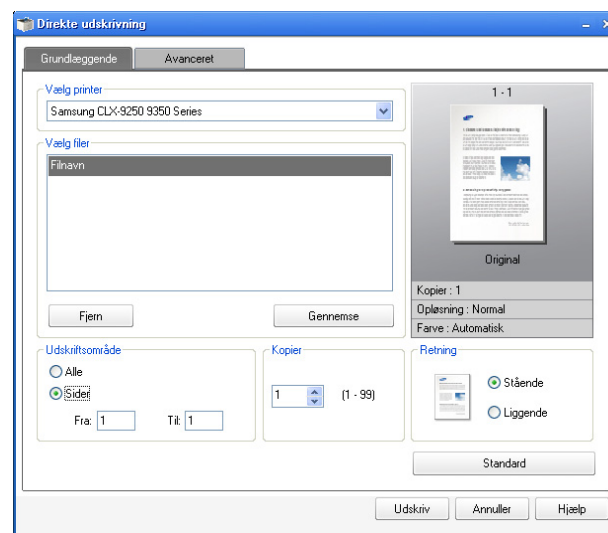 Direkte udskrivning
Grundlæggende
Avanceret
Vælg printer
Samsung CLX-9250 9350 Series
Vælg filer
Filnavn
Fjern
Gennemse
1 - 1
Original
Kopier : 1
Opløsning : Normal
Farve : Automatisk
Udskriftsområde
Alle
Sider
Fra: 1 Til: 1
Kopier
1 (1 - 99)
Retning
Stående
Liggende
Standard
Udskriv
Annuller
Hjælp